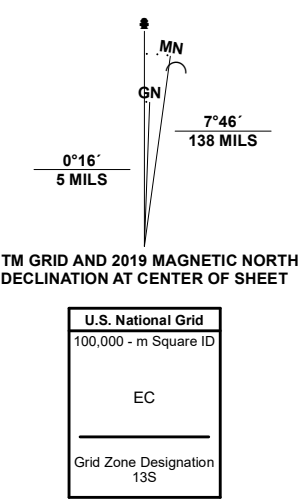 MN
GN
7°46´
138 MILS
0°16´
5 MILS
TM GRID AND 2019 MAGNETIC NORTH
DECLINATION AT CENTER OF SHEET
U.S. National Grid
100,000 - m Square ID
EC
Grid Zone Designation
13S